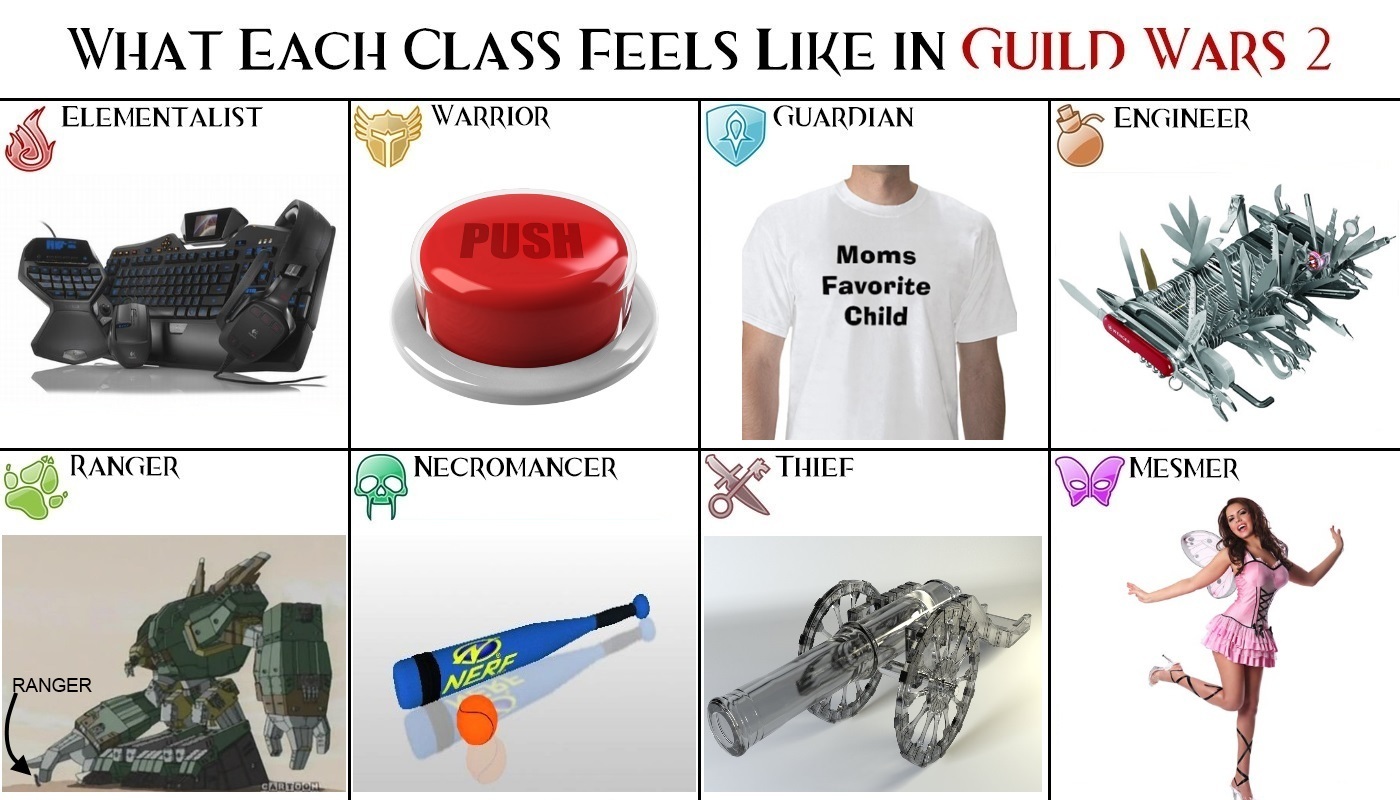 What Each Class Feels Like in Guild Wars 2
Elementalist
Warrior
Guardian
Engineer
PUSH
Moms
Favorite
Child
Ranger
Necromancer
Thief
Mesmer
RANGER
NERF
CARTOON